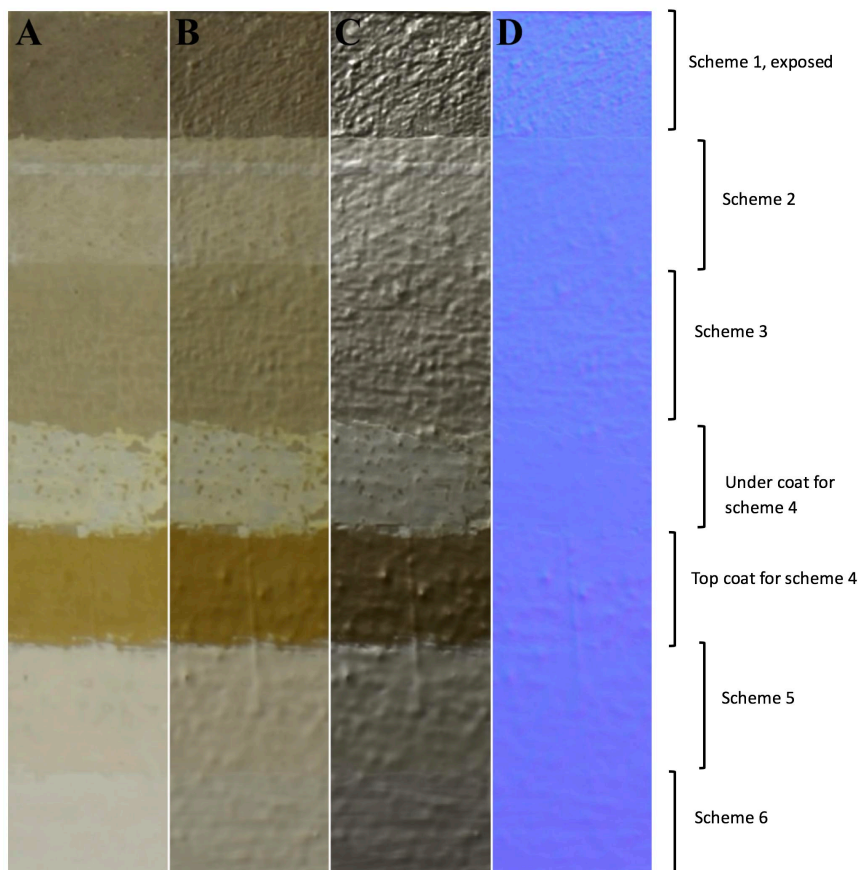 A B C D
Scheme 1, exposed
Scheme 2
Scheme 3
Under coat for
scheme 4
Top coat for scheme 4
Scheme 5
Scheme 6